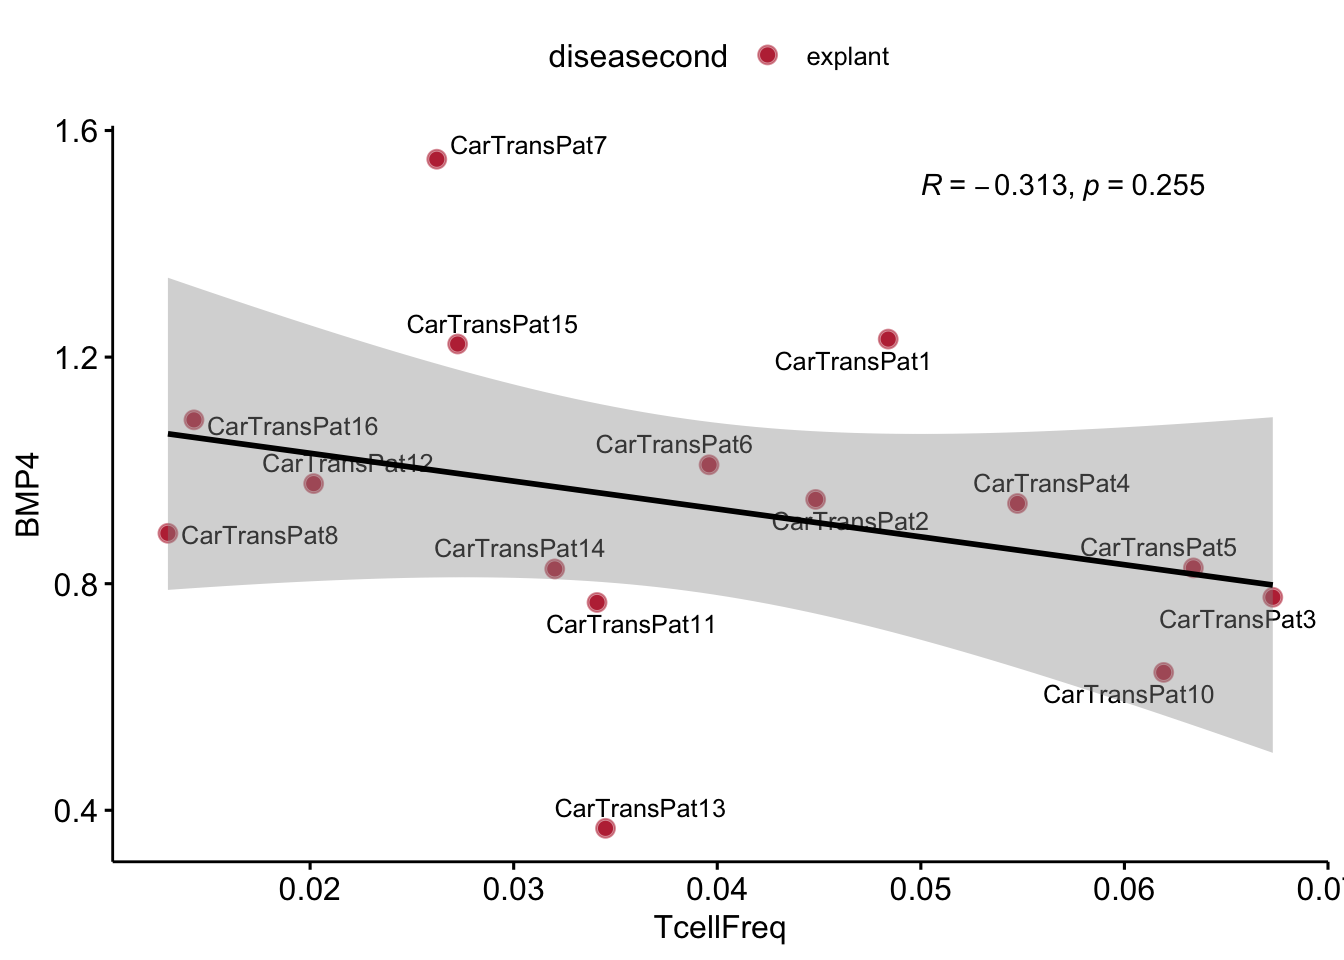 diseasecond explant
1.6
CarTransPat7
R = −0.313, p = 0.255
CarTransPat15
1.2
CarTransPat1
CarTransPat16
CarTransPat6
CarTransPat12
CarTransPat4
BMP4
CarTransPat2
CarTransPat8
CarTransPat14
CarTransPat5
0.8
CarTransPat11
CarTransPat3
CarTransPat10
0.4
CarTransPat13
0.02 0.03 0.04 0.05 0.06
TcellFreq